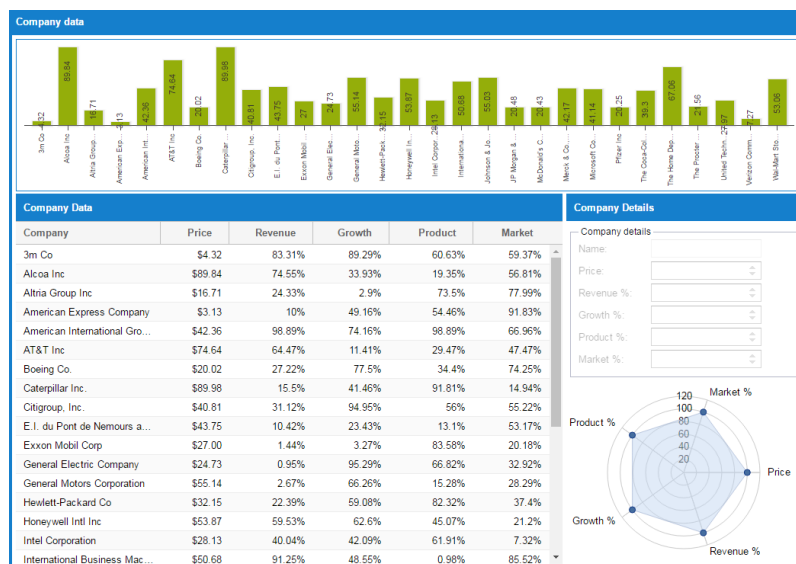 Company data
4.32 89.84 16.71 3.13 42.36 74.64 20.02 89.98 40.81 43.75 27 24.73 55.14 32.15 53.87 28.13 50.68 55.03 20.43 42.17 41.14 39.3 67.06 21.56 27.97 7.27 53.06
3m Co Alcoa Inc Altria Group... American Exp... American Int... AT&T Inc Boeing Co. Caterpillar ... Citigroup, Inc. E.I. du Pont... Exxon Mobil ... General Elec... General Moto... Hewlett-Pack... Honeywell In... Intel Corpor... Internationa... Johnson & Jo... JP Morgan & ... McDonald's C... Merck & Co... Microsoft Co... Pfizer Inc The Coca-Col... The Home Dep... The Procter ... United Techn... Verizon Comm... Wal-Mart Sto...
Company Data
Company Price Revenue Growth Product Market
3m Co $4.32 83.31% 89.29% 60.63% 59.37%
Alcoa Inc $89.84 74.55% 33.93% 19.35% 56.81%
Altria Group Inc $16.71 24.33% 2.9% 73.5% 77.99%
American Express Company $3.13 10% 49.16% 54.46% 91.83%
American International Gro... $42.36 98.89% 74.16% 98.89% 66.96%
AT&T Inc $74.64 64.47% 11.41% 29.47% 47.47%
Boeing Co. $20.02 27.22% 77.5% 34.4% 74.25%
Caterpillar Inc. $89.98 15.5% 41.46% 91.81% 14.94%
Citigroup, Inc. $40.81 31.12% 94.95% 56% 55.22%
E.I. du Pont de Nemours a... $43.75 10.42% 23.43% 13.1% 53.17%
Exxon Mobil Corp $27.00 1.44% 3.27% 83.58% 20.18%
General Electric Company $24.73 0.95% 95.29% 66.82% 32.92%
General Motors Corporation $55.14 2.67% 66.26% 15.28% 28.29%
Hewlett-Packard Co $32.15 22.39% 59.08% 82.32% 37.4%
Honeywell Intl Inc $53.87 59.53% 62.6% 45.07% 21.2%
Intel Corporation $28.13 40.04% 42.09% 61.91% 7.32%
International Business Mac... $50.68 91.25% 48.55% 0.98% 85.52%
Company Details
Company details
Name:
Price:
Revenue %:
Growth %:
Product %:
Market %:
120
100
80
60
40
20
Market %
Product %
Price
Growth %
Revenue %